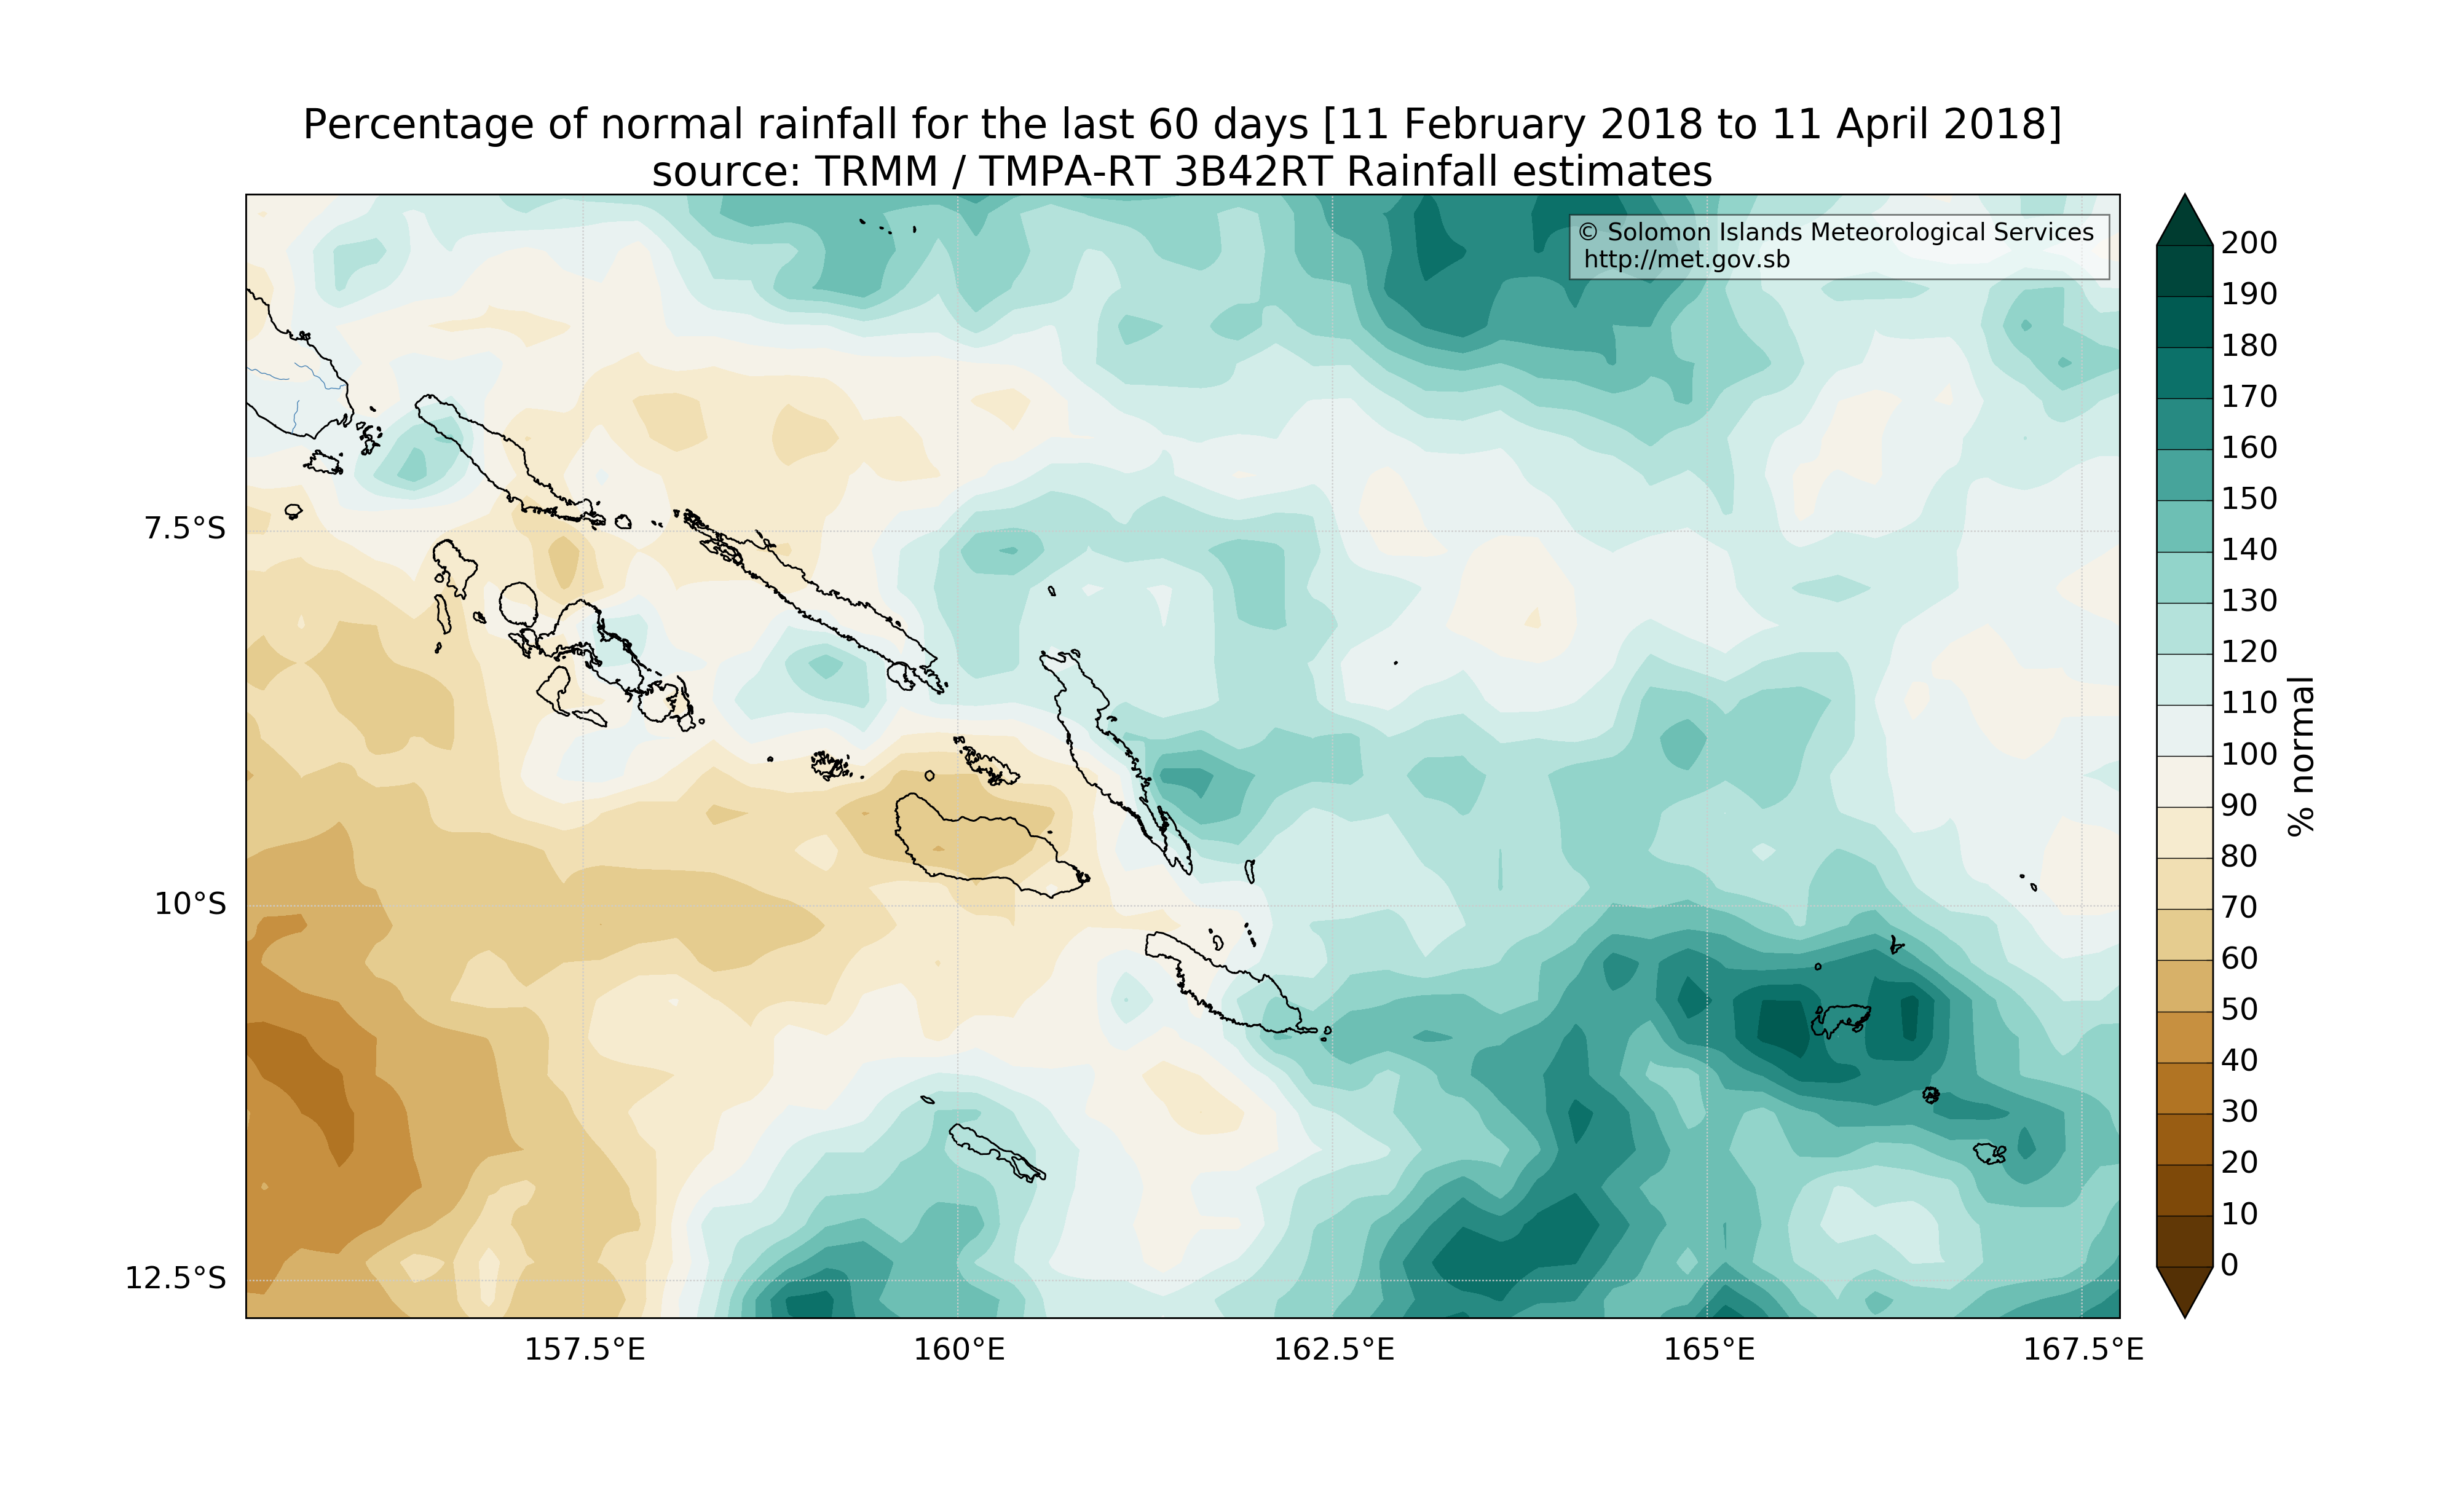 Percentage of normal rainfall for the last 60 days [11 February 2018 to 11 April 2018]
source: TRMM / TMPA-RT 3B42RT Rainfall estimates
© Solomon Islands Meteorological Services
http://met.gov.sb
7.5°S
10°S
12.5°S
157.5°E
160°E
162.5°E
165°E
167.5°E
200
190
180
170
160
150
140
130
120
110
100
90
80
70
60
50
40
30
20
10
0
% normal